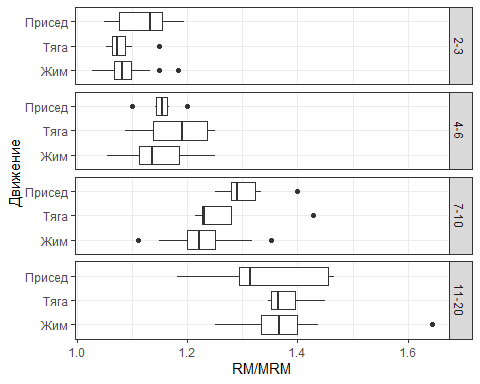 Присед
Тяга
Жим
2-3
Присед
Тяга
Жим
4-6
Присед
Тяга
Жим
7-10
Присед
Тяга
Жим
11-20
Движение
1.0 1.2 1.4 1.6
RM/MRM